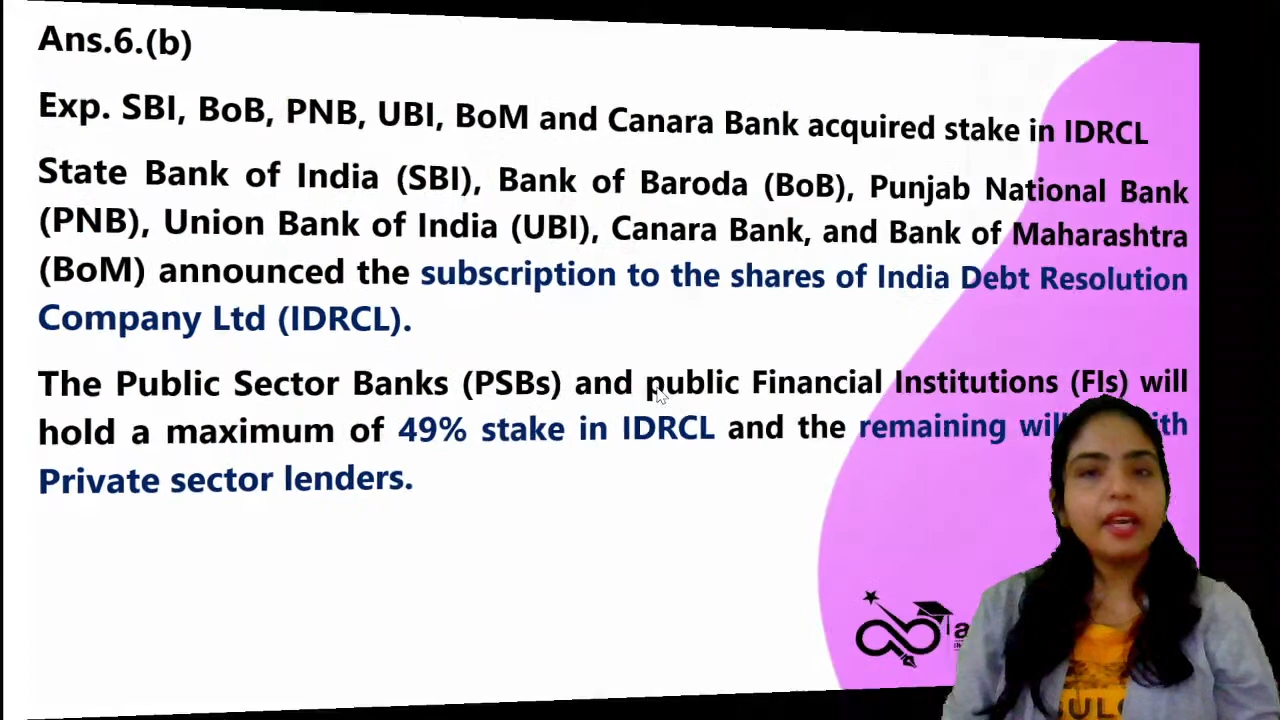 Ans.6.(b)
Exp. SBI, BoB, PNB, UBI, BoM and Canara Bank acquired stake in IDRCL
State Bank of India (SBI), Bank of Baroda (BoB), Punjab National Bank
(PNB), Union Bank of India (UBI), Canara Bank, and Bank of Maharashtra
(BoM) announced the subscription to the shares of India Debt Resolution
Company Ltd (IDRCL).
The Public Sector Banks (PSBs) and public Financial Institutions (FIs) will
hold a maximum of 49% stake in IDRCL and the remaining
Private sector lenders.